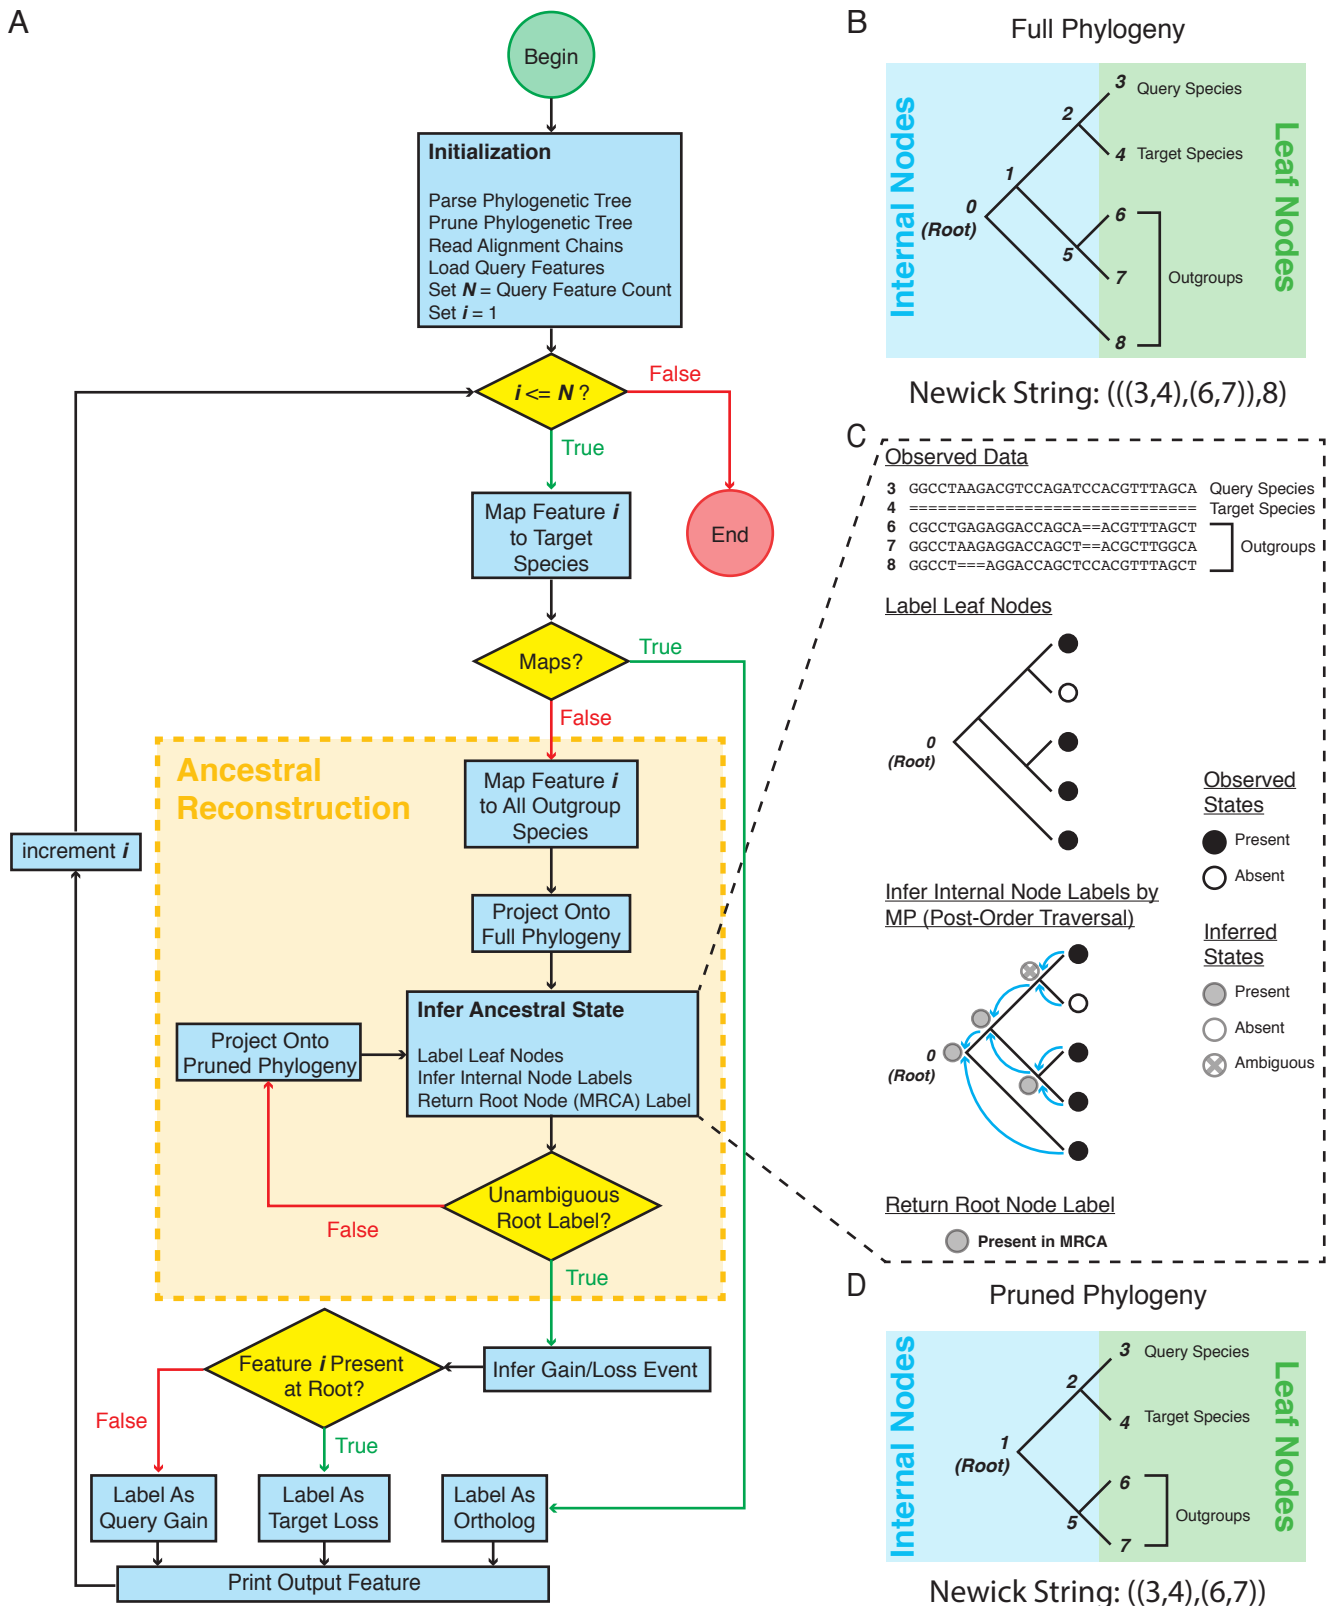 A
Begin
Initialization
Parse Phylogenetic Tree
Prune Phylogenetic Tree
Read Alignment Chains
Load Query Features
Set N = Query Feature Count
Set i = 1
i <= N ?
False
True
End
Map Feature i
to Target
Species
Maps?
True
False
Ancestral
Reconstruction
Map Feature i
to All Outgroup
Species
increment i
Project Onto
Full Phylogeny
Infer Ancestral State
Label Leaf Nodes
Infer Internal Node Labels
Return Root Node (MRCA) Label
Project Onto
Pruned Phylogeny
Unambiguous
Root Label?
False
True
Infer Gain/Loss Event
Feature i Present
at Root?
False
True
Label As
Query Gain
Label As
Target Loss
Label As
Ortholog
Print Output Feature
B
Full Phylogeny
Internal Nodes
Leaf Nodes
0
(Root)
1
2
3 Query Species
4 Target Species
5
6
7
8
Outgroups
Newick String: (((3,4),(6,7)),8)
C
Observed Data
3 GGCCTAAGACGTCCAGATCCACGTTTAGCA Query Species
4 ============================== Target Species
6 CGCCTGAGAGGACCAGCA==ACGTTTAGCT
7 GGCCTAAGAGGACCAGCT==ACGCTTGGCA
8 GGCCT===AGGACCAGCTCCACGTTTAGCT
Outgroups
Label Leaf Nodes
0
(Root)
Observed
States
Present
Absent
Infer Internal Node Labels by
MP (Post-Order Traversal)
0
(Root)
Inferred
States
Present
Absent
Ambiguous
Return Root Node Label
Present in MRCA
D
Pruned Phylogeny
Internal Nodes
Leaf Nodes
1
(Root)
2
3 Query Species
4 Target Species
5
6
7
Outgroups
Newick String: ((3,4),(6,7))